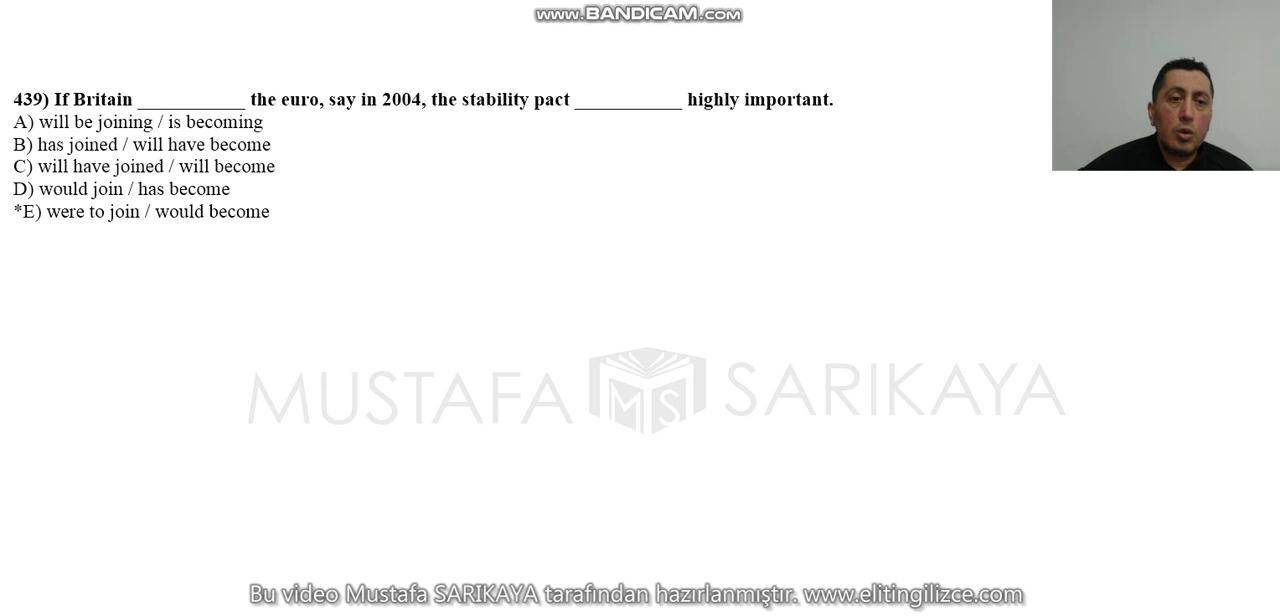 www.BANDICAM.com
439) If Britain ___________ the euro, say in 2004, the stability pact ___________ highly important.
A) will be joining / is becoming
B) has joined / will have become
C) will have joined / will become
D) would join / has become
*E) were to join / would become
MUSTAFA MS SARIKAYA
Bu video Mustafa SARIKAYA tarafından hazırlanmıştır. www.elitingilizce.com